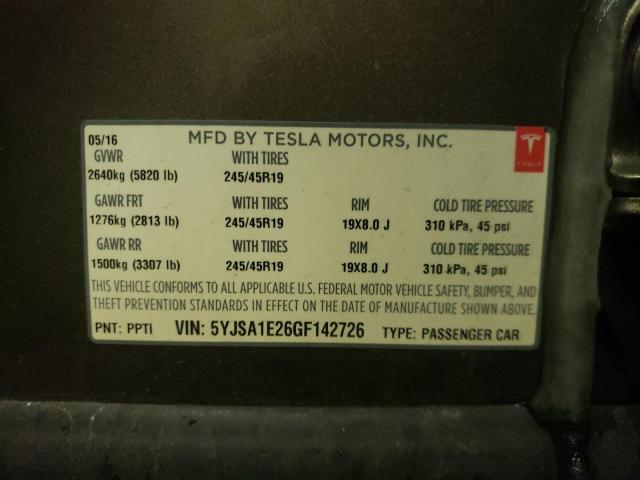 05/16 MFD BY TESLA MOTORS, INC.
TESLA
GVWR WITH TIRES
2640kg (5820 lb) 245/45R19
GAWR FRT WITH TIRES RIM COLD TIRE PRESSURE
1276kg (2813 lb) 245/45R19 19X8.0 J 310 kPa, 45 psi
GAWR RR WITH TIRES RIM COLD TIRE PRESSURE
1500kg (3307 lb) 245/45R19 19X8.0 J 310 kPa, 45 psi
THIS VEHICLE CONFORMS TO ALL APPLICABLE U.S. FEDERAL MOTOR VEHICLE SAFETY, BUMPER, AND
THEFT PREVENTION STANDARDS IN EFFECT ON THE DATE OF MANUFACTURE SHOWN ABOVE.
PNT: PPTI VIN: 5YJSA1E26GF142726 TYPE: PASSENGER CAR